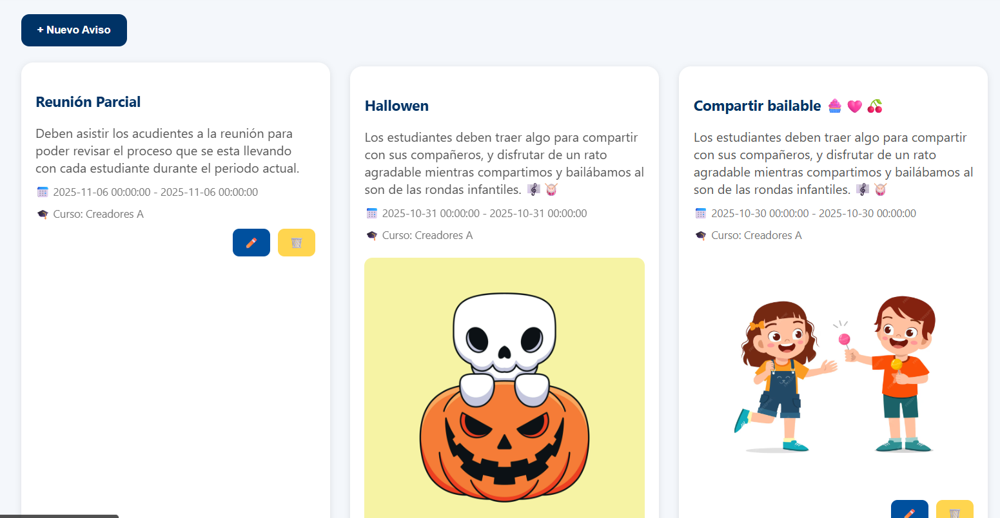 + Nuevo Aviso
Reunión Parcial
Deben asistir los acudientes a la reunión para
poder revisar el proceso que se esta llevando
con cada estudiante durante el periodo actual.
2025-11-06 00:00:00 - 2025-11-06 00:00:00
Curso: Creadores A
Hallowen
Los estudiantes deben traer algo para compartir
con sus compañeros, y disfrutar de un rato
agradable mientras compartimos y bailábamos al
son de las rondas infantiles.
2025-10-31 00:00:00 - 2025-10-31 00:00:00
Curso: Creadores A
Compartir bailable
Los estudiantes deben traer algo para compartir
con sus compañeros, y disfrutar de un rato
agradable mientras compartimos y bailábamos al
son de las rondas infantiles.
2025-10-30 00:00:00 - 2025-10-30 00:00:00
Curso: Creadores A